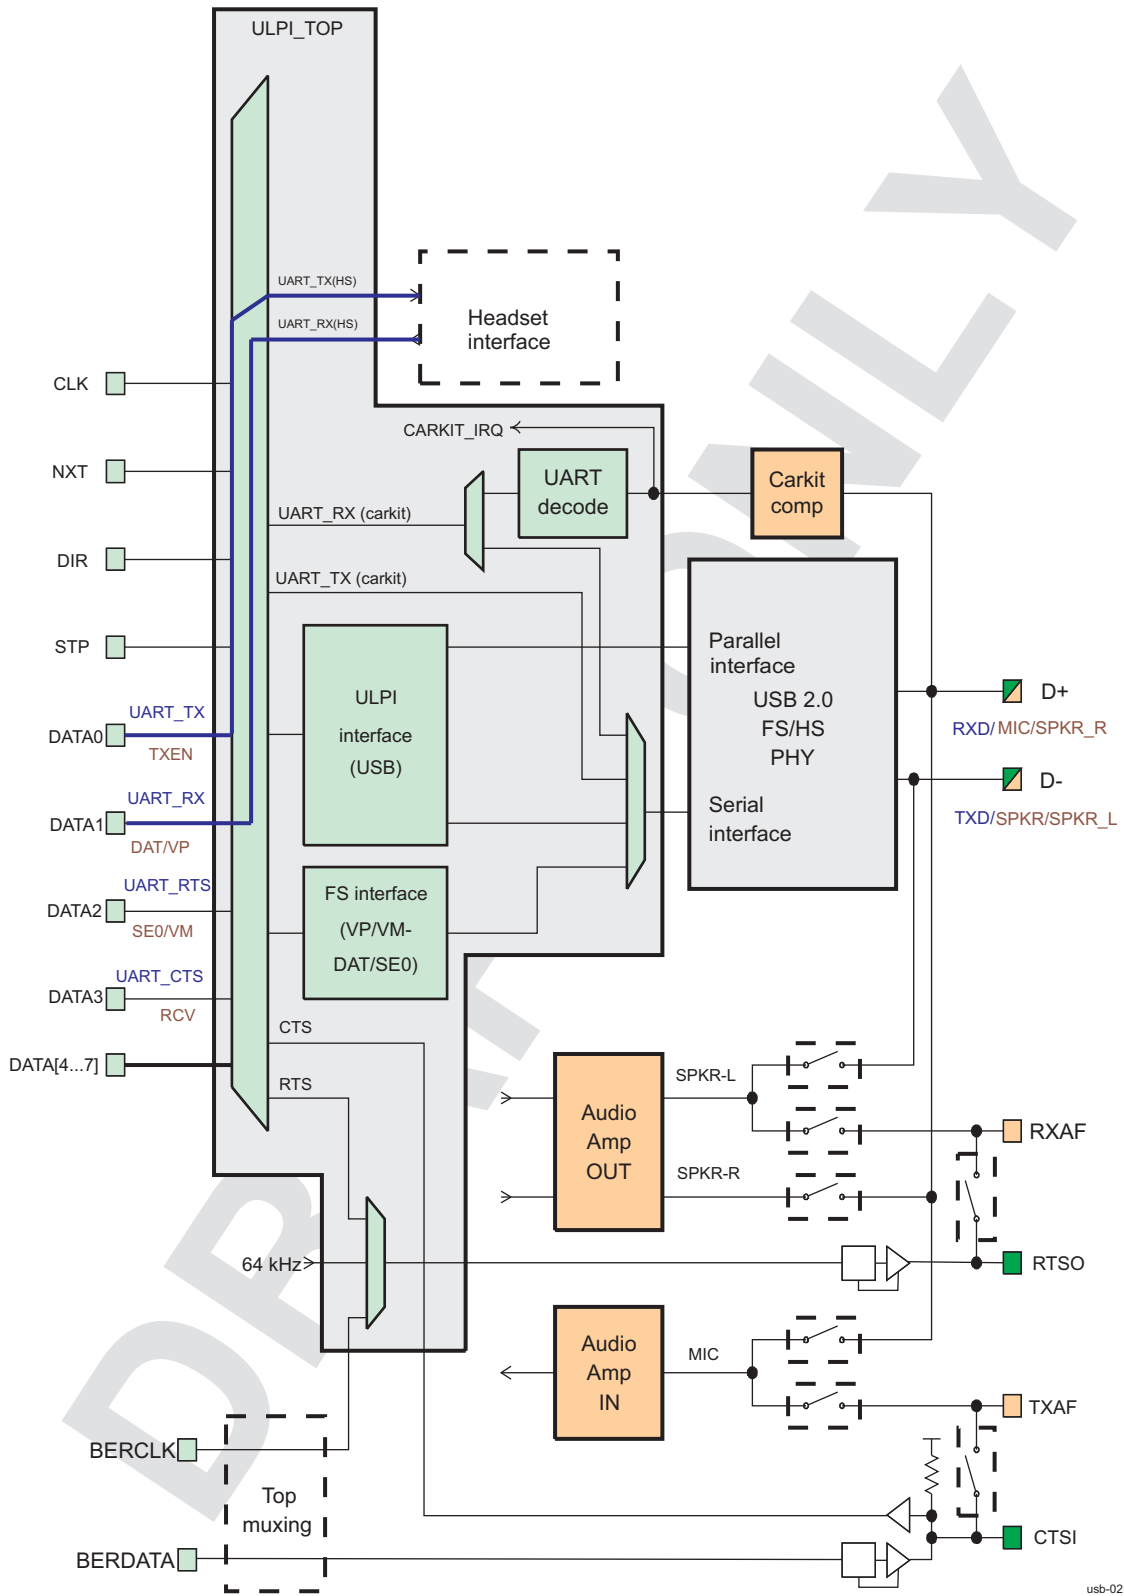 ULPI_TOP
UART_TX(HS)
UART_RX(HS)
Headset
interface
CLK
NXT
DIR
STP
CARKIT_IRQ
UART
decode
Carkit
comp
UART_RX (carkit)
UART_TX (carkit)
ULPI
interface
(USB)
Parallel
interface
USB 2.0
FS/HS
PHY
Serial
interface
D+
RXD/MIC/SPKR_R
D-
TXD/SPKR/SPKR_L
UART_TX
DATA0
TXEN
UART_RX
DATA1
DAT/VP
UART_RTS
DATA2
SE0/VM
UART_CTS
DATA3
RCV
DATA[4...7]
FS interface
(VP/VM-
DAT/SE0)
CTS
RTS
Audio
Amp
OUT
SPKR-L
SPKR-R
RXAF
64 kHz
RTSO
Audio
Amp
IN
MIC
TXAF
BERCLK
Top
muxing
BERDATA
CTSI
usb-02